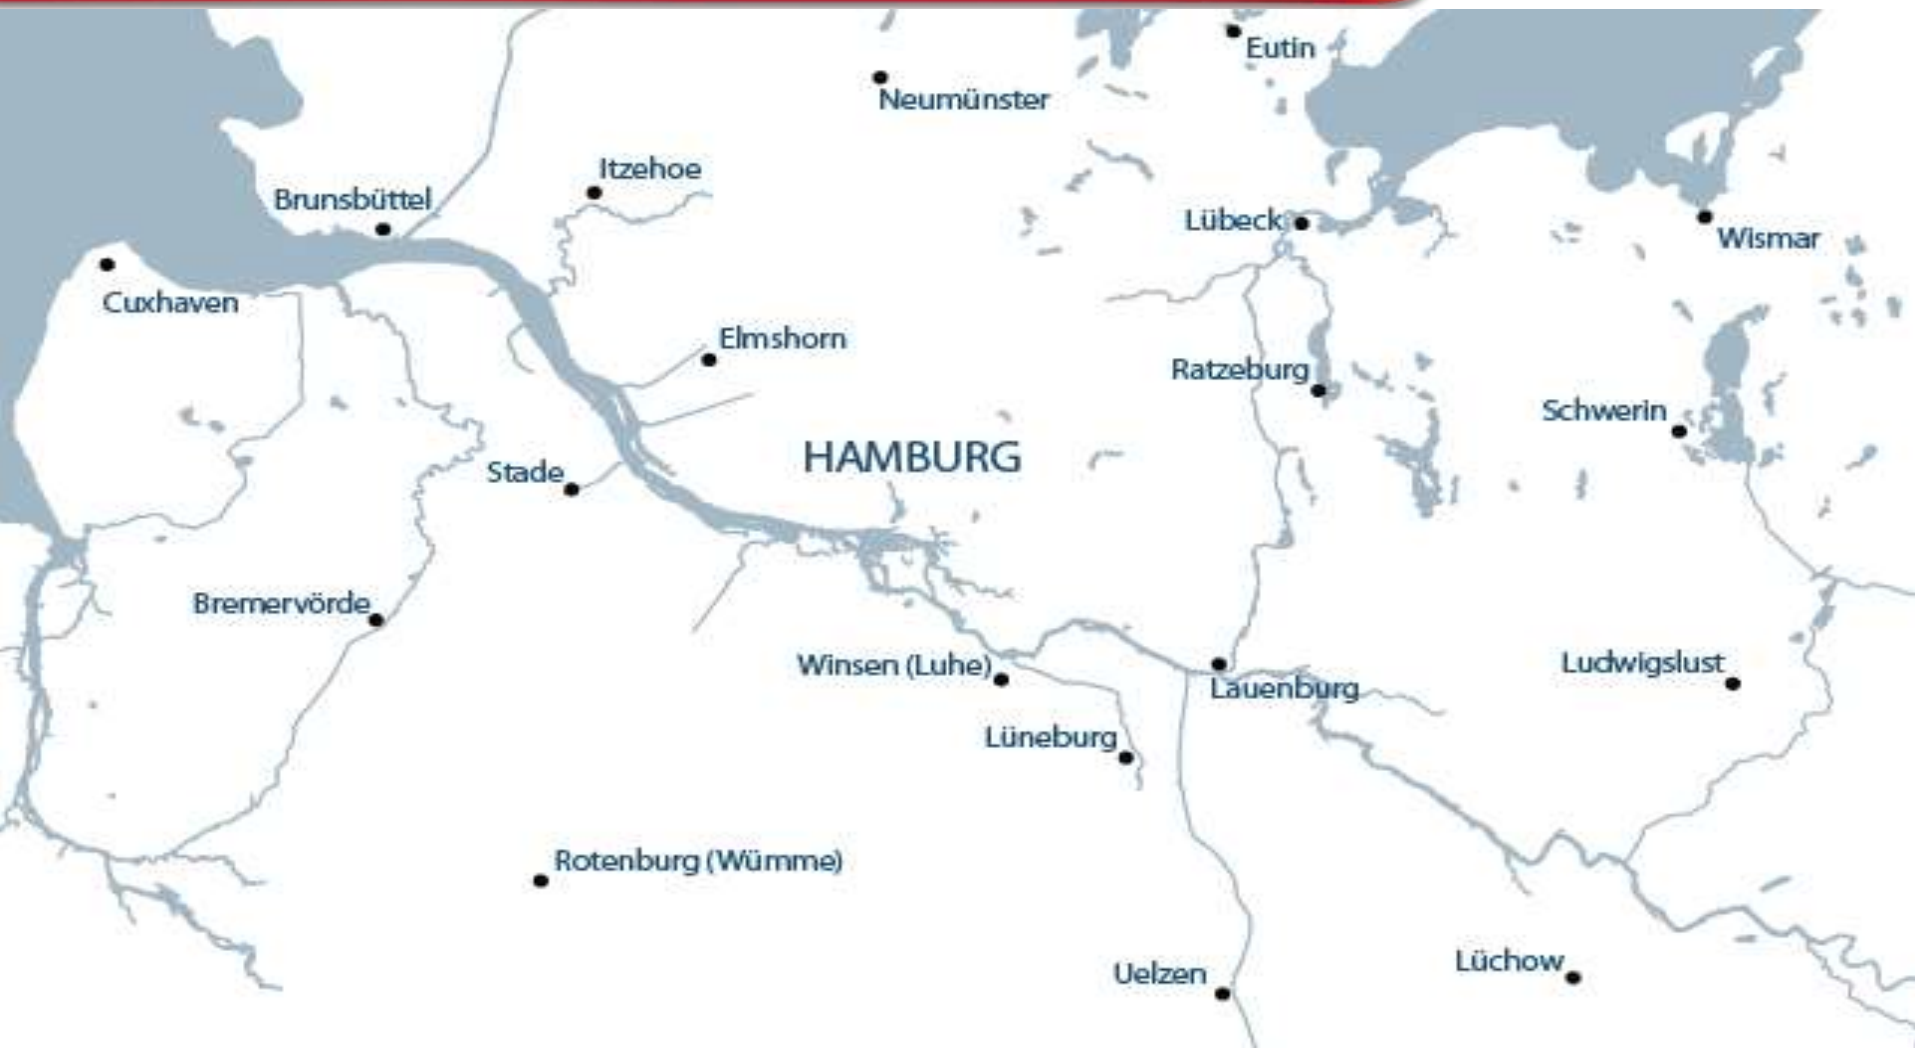 Eutin
Neumünster
Itzehoe
Brunsbüttel
Lübeck
Wismar
Cuxhaven
Elmshorn
Ratzeburg
Schwerin
HAMBURG
Stade
Bremervörde
Winsen (Luhe)
Ludwigslust
Lauenburg
Lüneburg
Rotenburg (Wümme)
Lüchow
Uelzen